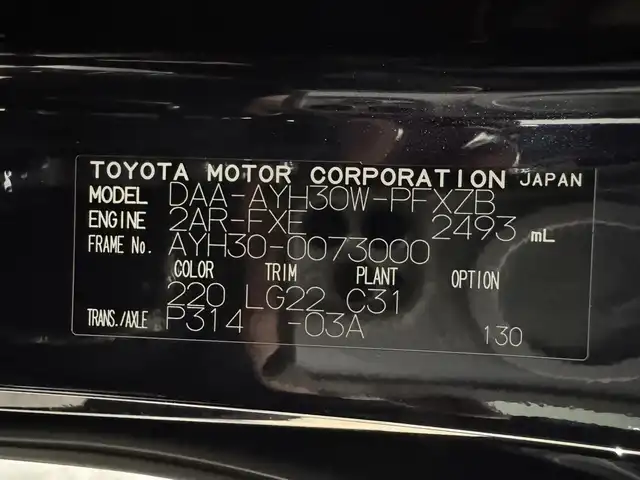 TOYOTA MOTOR CORPORATION JAPAN
MODEL DAA-AYH30W-PFXZB
ENGINE 2AR-FXE 2493 mL
FRAME No. AYH30-0073000
COLOR TRIM PLANT OPTION
220 LG22 C31
TRANS./AXLE P314 -03A 130